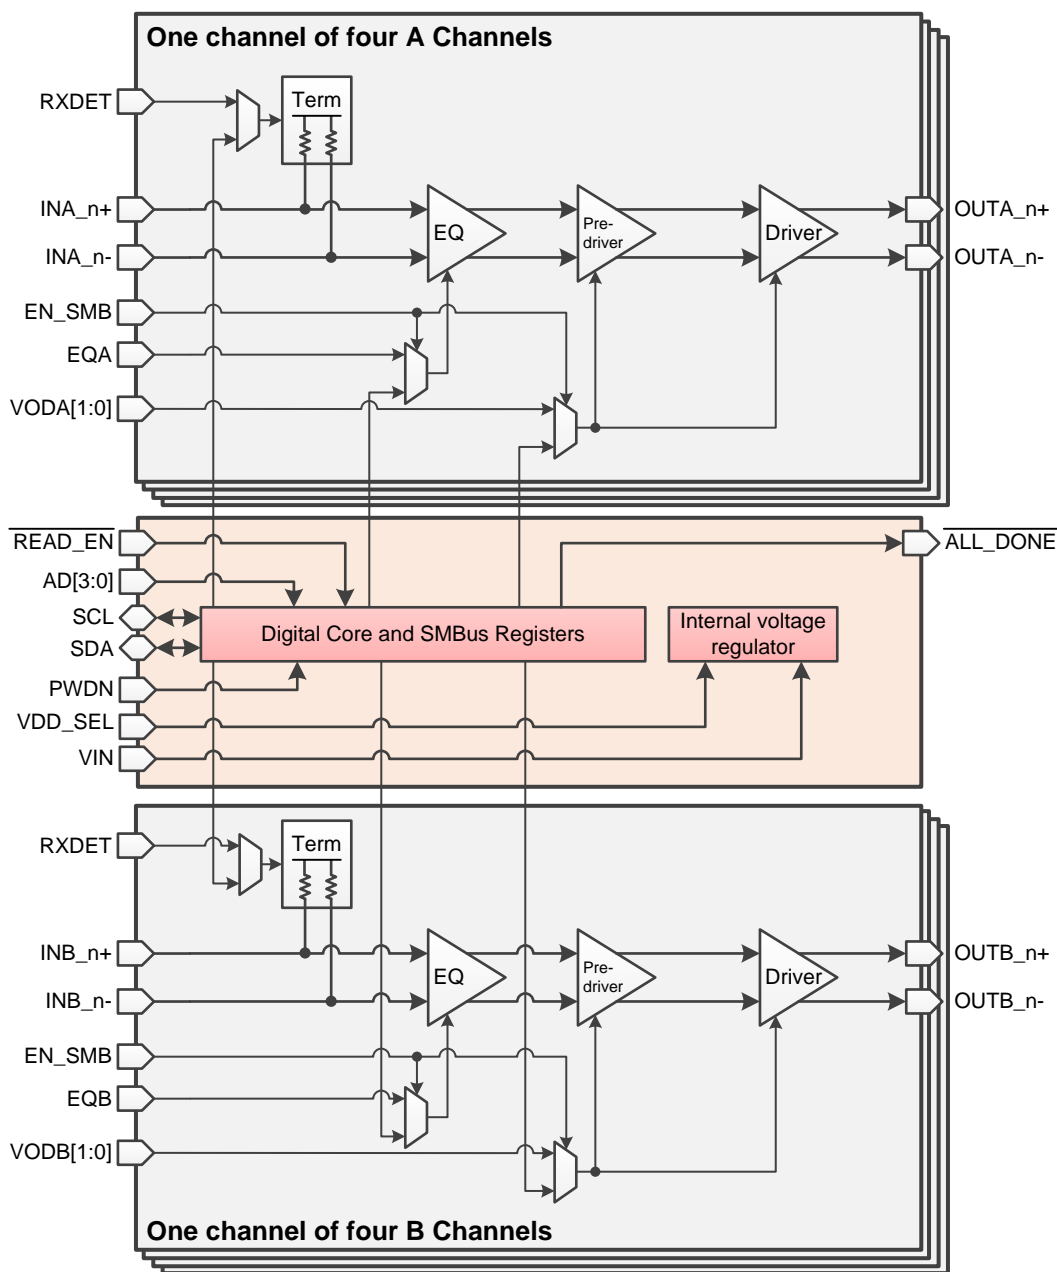 One channel of four A Channels
RXDET
Term
INA_n+
OUTA_n+
EQ
Pre-
driver
Driver
INA_n-
OUTA_n-
EN_SMB
EQA
VODA[1:0]
READ_EN
ALL_DONE
AD[3:0]
SCL
Digital Core and SMBus Registers
Internal voltage
regulator
SDA
PWDN
VDD_SEL
VIN
RXDET
Term
INB_n+
OUTB_n+
EQ
Pre-
driver
Driver
INB_n-
OUTB_n-
EN_SMB
EQB
VODB[1:0]
One channel of four B Channels